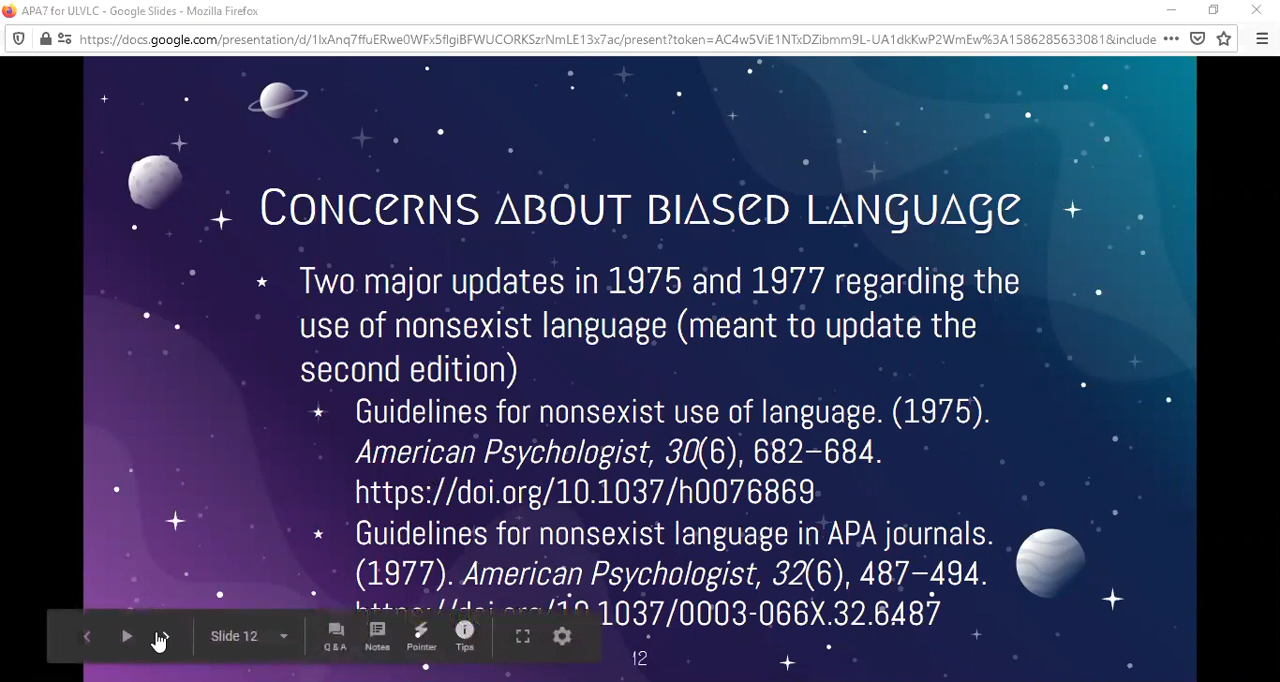 APA7 for ULVLC - Google Slides - Mozilla Firefox
https://docs.google.com/presentation/d/1lxAnq7ffuERwe0WFx5flgiBFWUCORKSzrNmLE13x7ac/present?token=AC4w5ViE1NTxDZibmm9L-UA1dkKwP2WmEw%3A1586285633081&include
Concerns about biased language
Two major updates in 1975 and 1977 regarding the
use of nonsexist language (meant to update the
second edition)
Guidelines for nonsexist use of language. (1975).
American Psychologist, 30(6), 682–684.
https://doi.org/10.1037/h0076869
Guidelines for nonsexist language in APA journals.
(1977). American Psychologist, 32(6), 487–494.
https://doi.org/10.1037/0003-066X.32.6.487
Slide 12
Q & A
Notes
Pointer
Tips
12